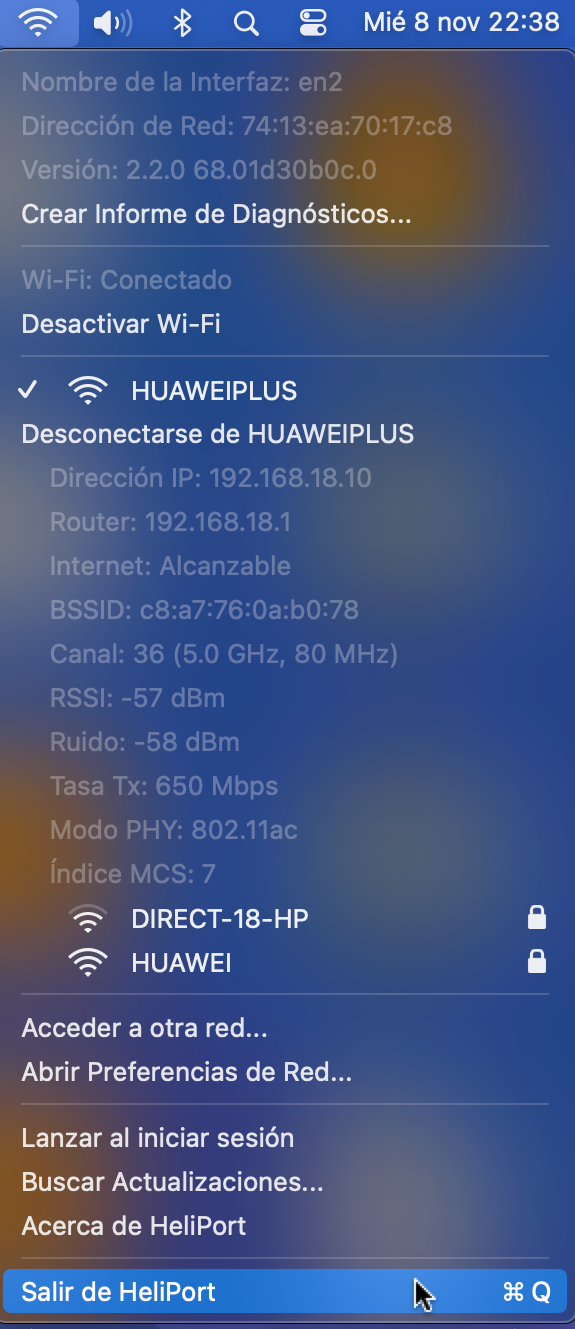 Mié 8 nov 22:38
Nombre de la Interfaz: en2
Dirección de Red: 74:13:ea:70:17:c8
Versión: 2.2.0 68.01d30b0c.0
Crear Informe de Diagnósticos...
Wi-Fi: Conectado
Desactivar Wi-Fi
✓ HUAWEIPLUS
Desconectarse de HUAWEIPLUS
Dirección IP: 192.168.18.10
Router: 192.168.18.1
Internet: Alcanzable
BSSID: c8:a7:76:0a:b0:78
Canal: 36 (5.0 GHz, 80 MHz)
RSSI: -57 dBm
Ruido: -58 dBm
Tasa Tx: 650 Mbps
Modo PHY: 802.11ac
Índice MCS: 7
DIRECT-18-HP
HUAWEI
Acceder a otra red...
Abrir Preferencias de Red...
Lanzar al iniciar sesión
Buscar Actualizaciones...
Acerca de HeliPort
Salir de HeliPort ⌘ Q